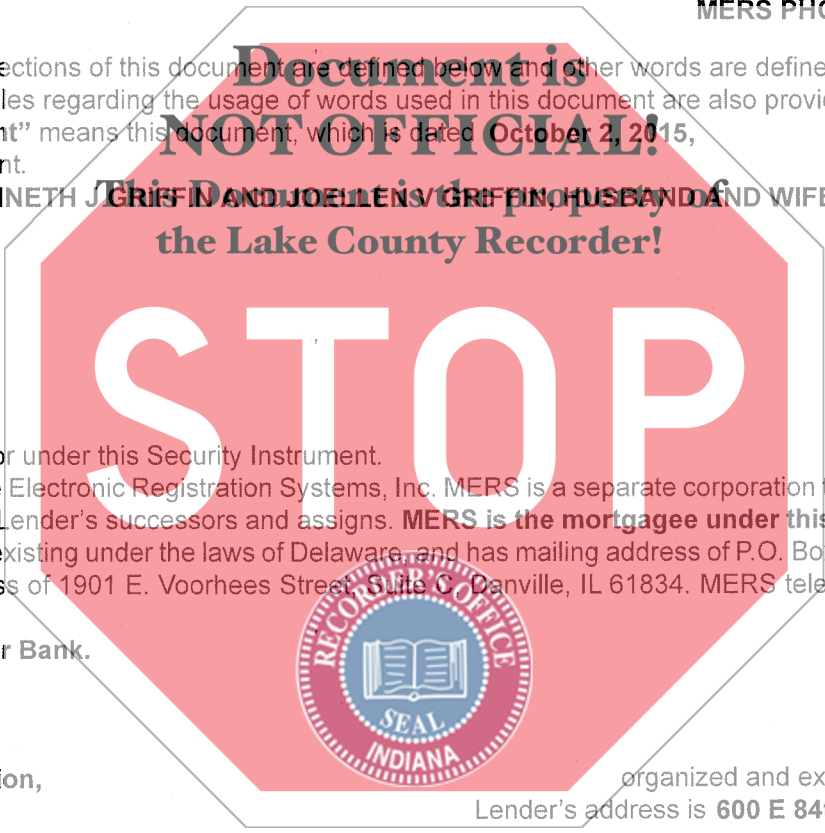 MERS PHO
ections of this document are defined below and other words are define
Document is
les regarding the usage of words used in this document are also provi
nt” means this document, which is dated October 2, 2015,
NOT OFFICIAL!
nt.
NETH J GRIFFIN AND JOELLEN V GRIFFIN, HUSBAND AND WIFE
This Document is the property of
the Lake County Recorder!
STOP
or under this Security Instrument.
e Electronic Registration Systems, Inc. MERS is a separate corporation t
Lender’s successors and assigns. MERS is the mortgagee under this
existing under the laws of Delaware, and has mailing address of P.O. Bo
ss of 1901 E. Voorhees Street, Suite C, Danville, IL 61834. MERS tele
RECORDER'S OFFICE
r Bank.
SEAL
INDIANA
ion,
organized and ex
Lender’s address is 600 E 84